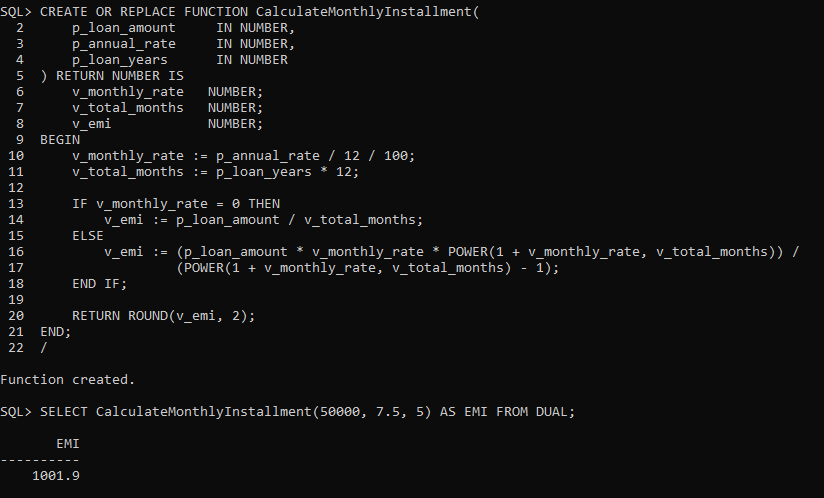 SQL> CREATE OR REPLACE FUNCTION CalculateMonthlyInstallment(
  2      p_loan_amount     IN NUMBER,
  3      p_annual_rate     IN NUMBER,
  4      p_loan_years      IN NUMBER
  5  ) RETURN NUMBER IS
  6      v_monthly_rate   NUMBER;
  7      v_total_months   NUMBER;
  8      v_emi            NUMBER;
  9  BEGIN
 10      v_monthly_rate := p_annual_rate / 12 / 100;
 11      v_total_months := p_loan_years * 12;
 12
 13      IF v_monthly_rate = 0 THEN
 14          v_emi := p_loan_amount / v_total_months;
 15      ELSE
 16          v_emi := (p_loan_amount * v_monthly_rate * POWER(1 + v_monthly_rate, v_total_months)) /
 17                   (POWER(1 + v_monthly_rate, v_total_months) - 1);
 18      END IF;
 19
 20      RETURN ROUND(v_emi, 2);
 21  END;
 22  /

Function created.

SQL> SELECT CalculateMonthlyInstallment(50000, 7.5, 5) AS EMI FROM DUAL;

       EMI
----------
    1001.9